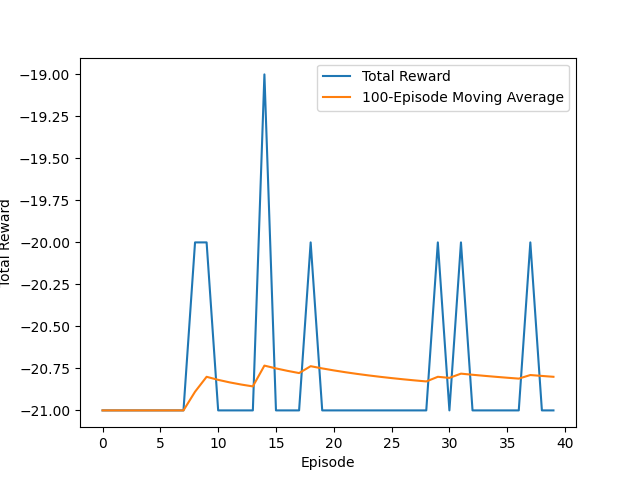 Total Reward
100-Episode Moving Average
−19.00
−19.25
−19.50
−19.75
−20.00
−20.25
−20.50
−20.75
−21.00
Total Reward
0 5 10 15 20 25 30 35 40
Episode